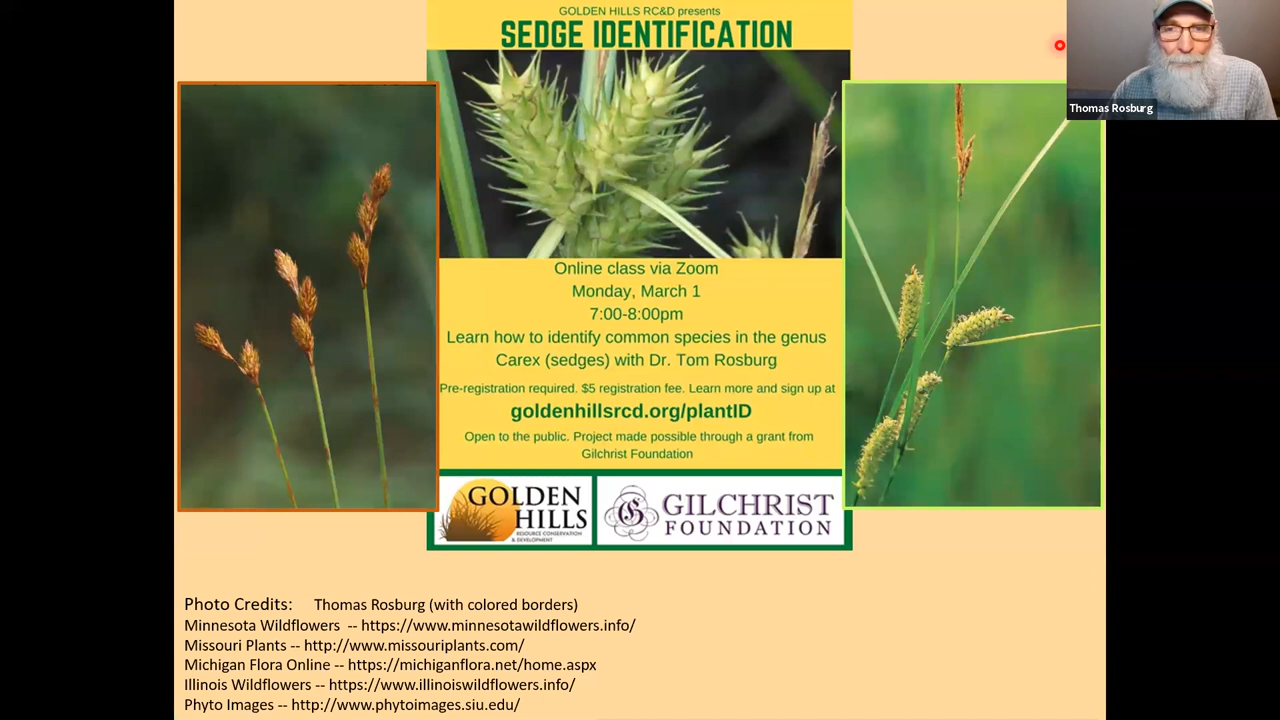 GOLDEN HILLS RC&D presents
SEDGE IDENTIFICATION
Thomas Rosburg
Online class via Zoom
Monday, March 1
7:00-8:00pm
Learn how to identify common species in the genus
Carex (sedges) with Dr. Tom Rosburg
Pre-registration required. $5 registration fee. Learn more and sign up at
goldenhillsrcd.org/plantID
Open to the public. Project made possible through a grant from
Gilchrist Foundation
GOLDEN
HILLS
RESOURCE CONSERVATION
& DEVELOPMENT
GILCHRIST
FOUNDATION
Photo Credits: Thomas Rosburg (with colored borders)
Minnesota Wildflowers -- https://www.minnesotawildflowers.info/
Missouri Plants -- http://www.missouriplants.com/
Michigan Flora Online -- https://michiganflora.net/home.aspx
Illinois Wildflowers -- https://www.illinoiswildflowers.info/
Phyto Images -- http://www.phytoimages.siu.edu/